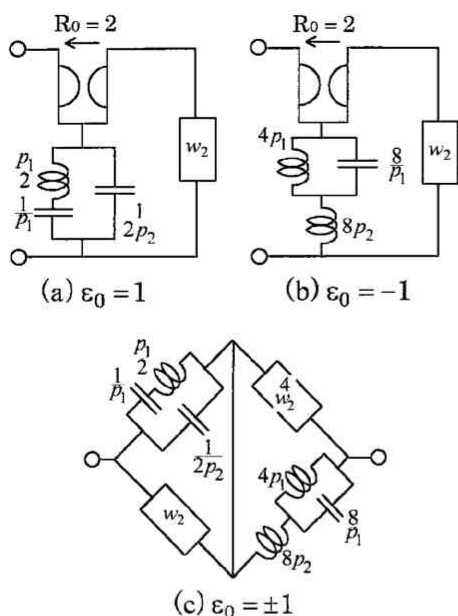 R₀ = 2
p₁
2
1
p₁
1
2p₂
w₂
(a) ε₀ = 1
R₀ = 2
4p₁
8
p₁
8p₂
w₂
(b) ε₀ = −1
p₁
2
1
p₁
1
2p₂
4
w₂
w₂
4p₁
8
p₁
8p₂
(c) ε₀ = ±1